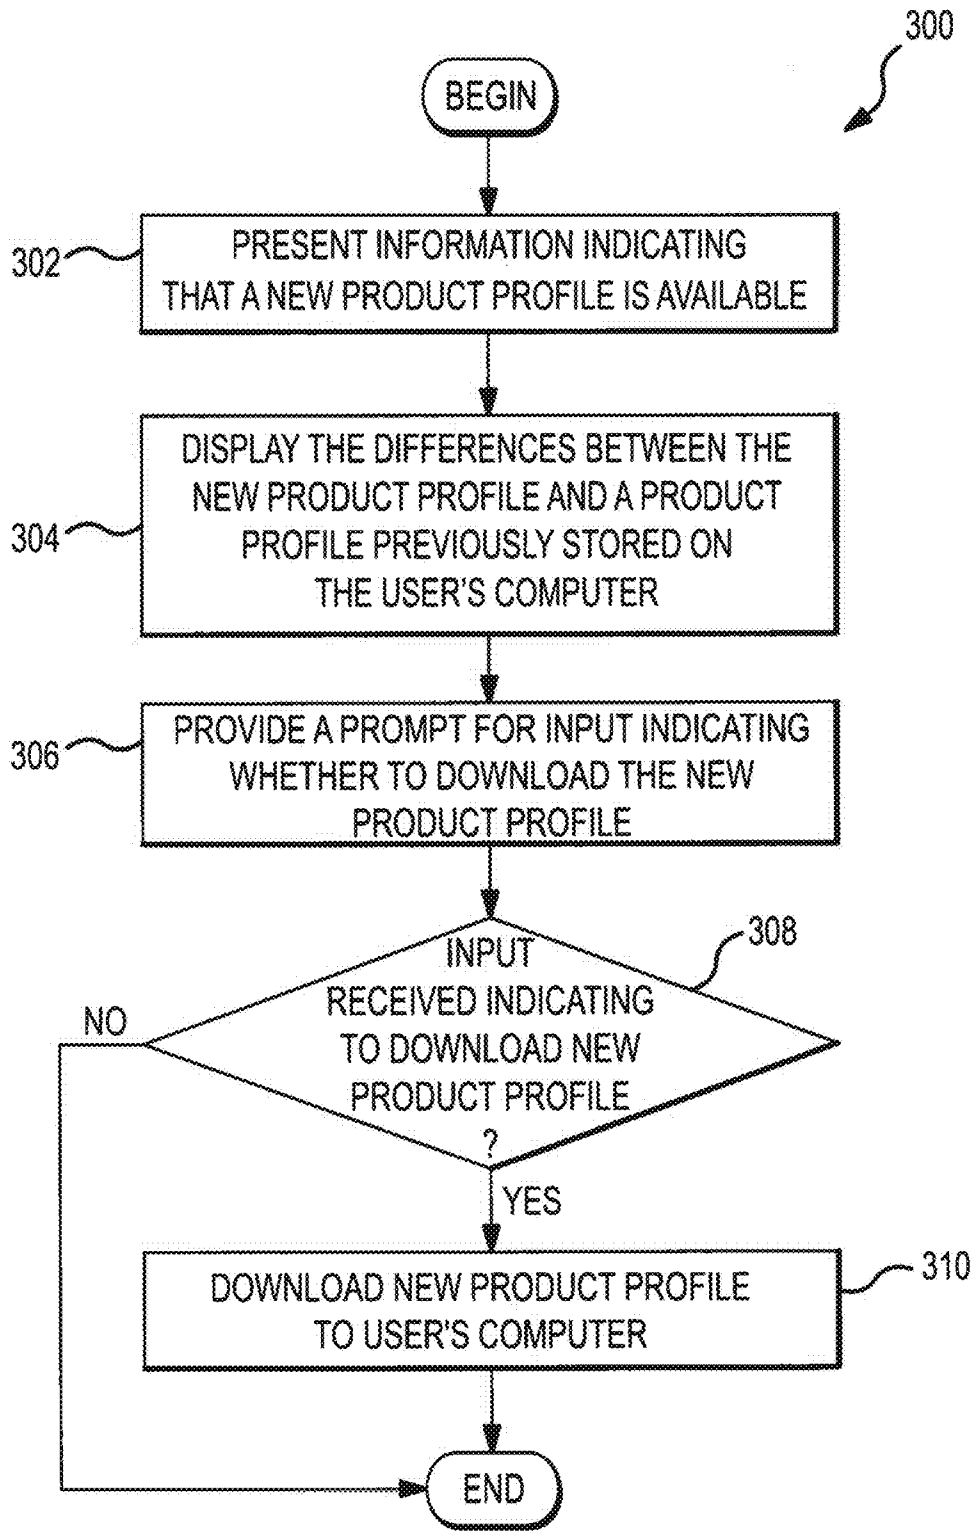 300
BEGIN
302
PRESENT INFORMATION INDICATING
THAT A NEW PRODUCT PROFILE IS AVAILABLE
304
DISPLAY THE DIFFERENCES BETWEEN THE
NEW PRODUCT PROFILE AND A PRODUCT
PROFILE PREVIOUSLY STORED ON
THE USER'S COMPUTER
306
PROVIDE A PROMPT FOR INPUT INDICATING
WHETHER TO DOWNLOAD THE NEW
PRODUCT PROFILE
308
INPUT
RECEIVED INDICATING
TO DOWNLOAD NEW
PRODUCT PROFILE
?
NO
YES
310
DOWNLOAD NEW PRODUCT PROFILE
TO USER'S COMPUTER
END